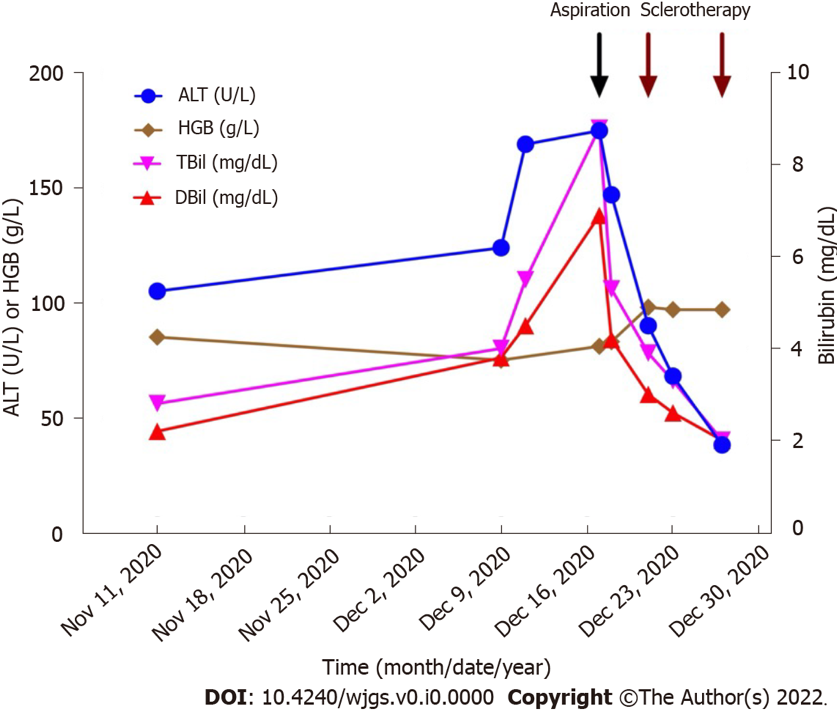 Aspiration Sclerotherapy
200
150
100
50
0
ALT (U/L) or HGB (g/L)
ALT (U/L)
HGB (g/L)
TBil (mg/dL)
DBil (mg/dL)
10
8
6
4
2
0
Bilirubin (mg/dL)
Nov 11, 2020
Nov 18, 2020
Nov 25, 2020
Dec 2, 2020
Dec 9, 2020
Dec 16, 2020
Dec 23, 2020
Dec 30, 2020
Time (month/date/year)
DOI: 10.4240/wjgs.v0.i0.0000 Copyright ©The Author(s) 2022.